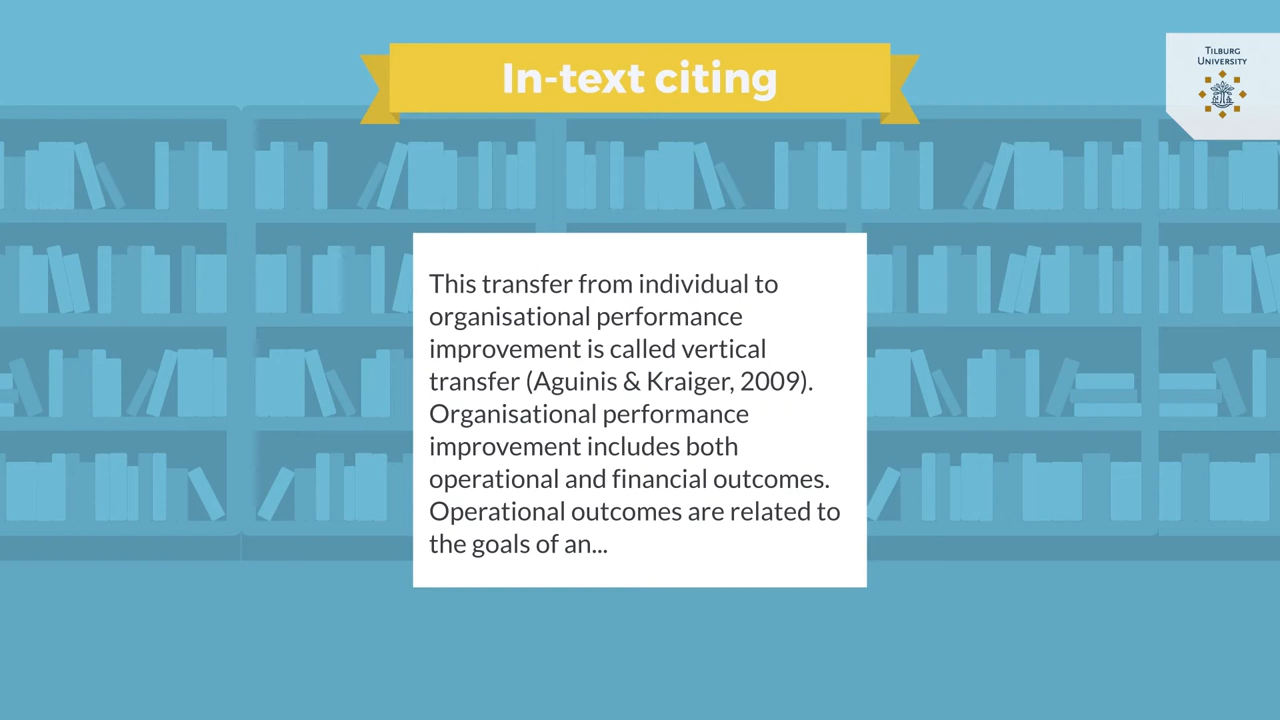 In-text citing
TILBURG
UNIVERSITY
This transfer from individual to
organisational performance
improvement is called vertical
transfer (Aguinis & Kraiger, 2009).
Organisational performance
improvement includes both
operational and financial outcomes.
Operational outcomes are related to
the goals of an...